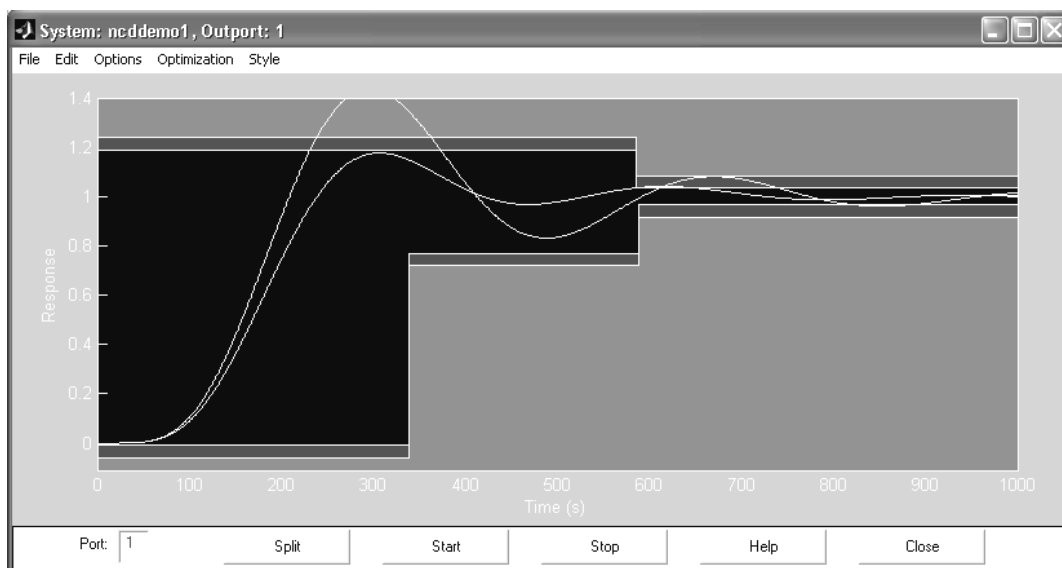 System: ncddemo1, Outport: 1
File Edit Options Optimization Style
1.4
1.2
1
0.8
0.6
0.4
0.2
0
Response
0 100 200 300 400 500 600 700 800 900 1000
Time (s)
Port: 1 Split Start Stop Help Close